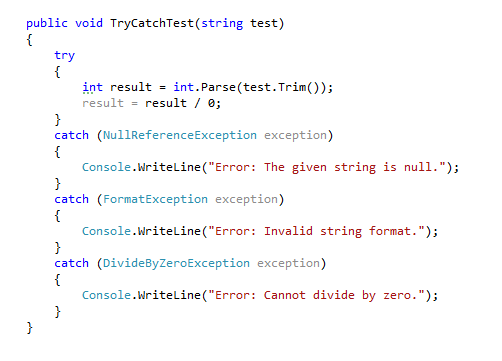 public void TryCatchTest(string test)
{
    try
    {
        int result = int.Parse(test.Trim());
        result = result / 0;
    }
    catch (NullReferenceException exception)
    {
        Console.WriteLine("Error: The given string is null.");
    }
    catch (FormatException exception)
    {
        Console.WriteLine("Error: Invalid string format.");
    }
    catch (DivideByZeroException exception)
    {
        Console.WriteLine("Error: Cannot divide by zero.");
    }
}